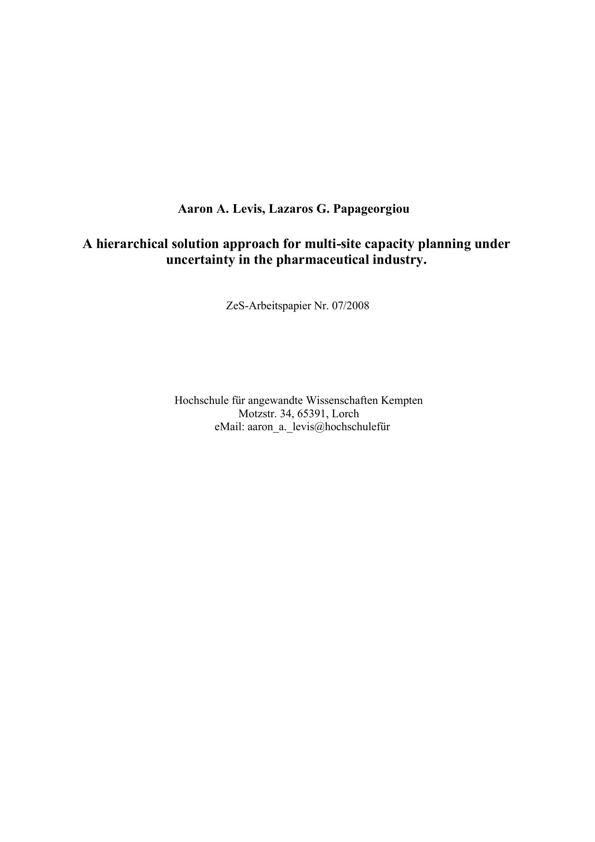 Aaron A. Levis, Lazaros G. Papageorgiou
A hierarchical solution approach for multi-site capacity planning under
uncertainty in the pharmaceutical industry.
ZeS-Arbeitspapier Nr. 07/2008
Hochschule für angewandte Wissenschaften Kempten
Motzstr. 34, 65391, Lorch
eMail: aaron_a._levis@hochschulefür